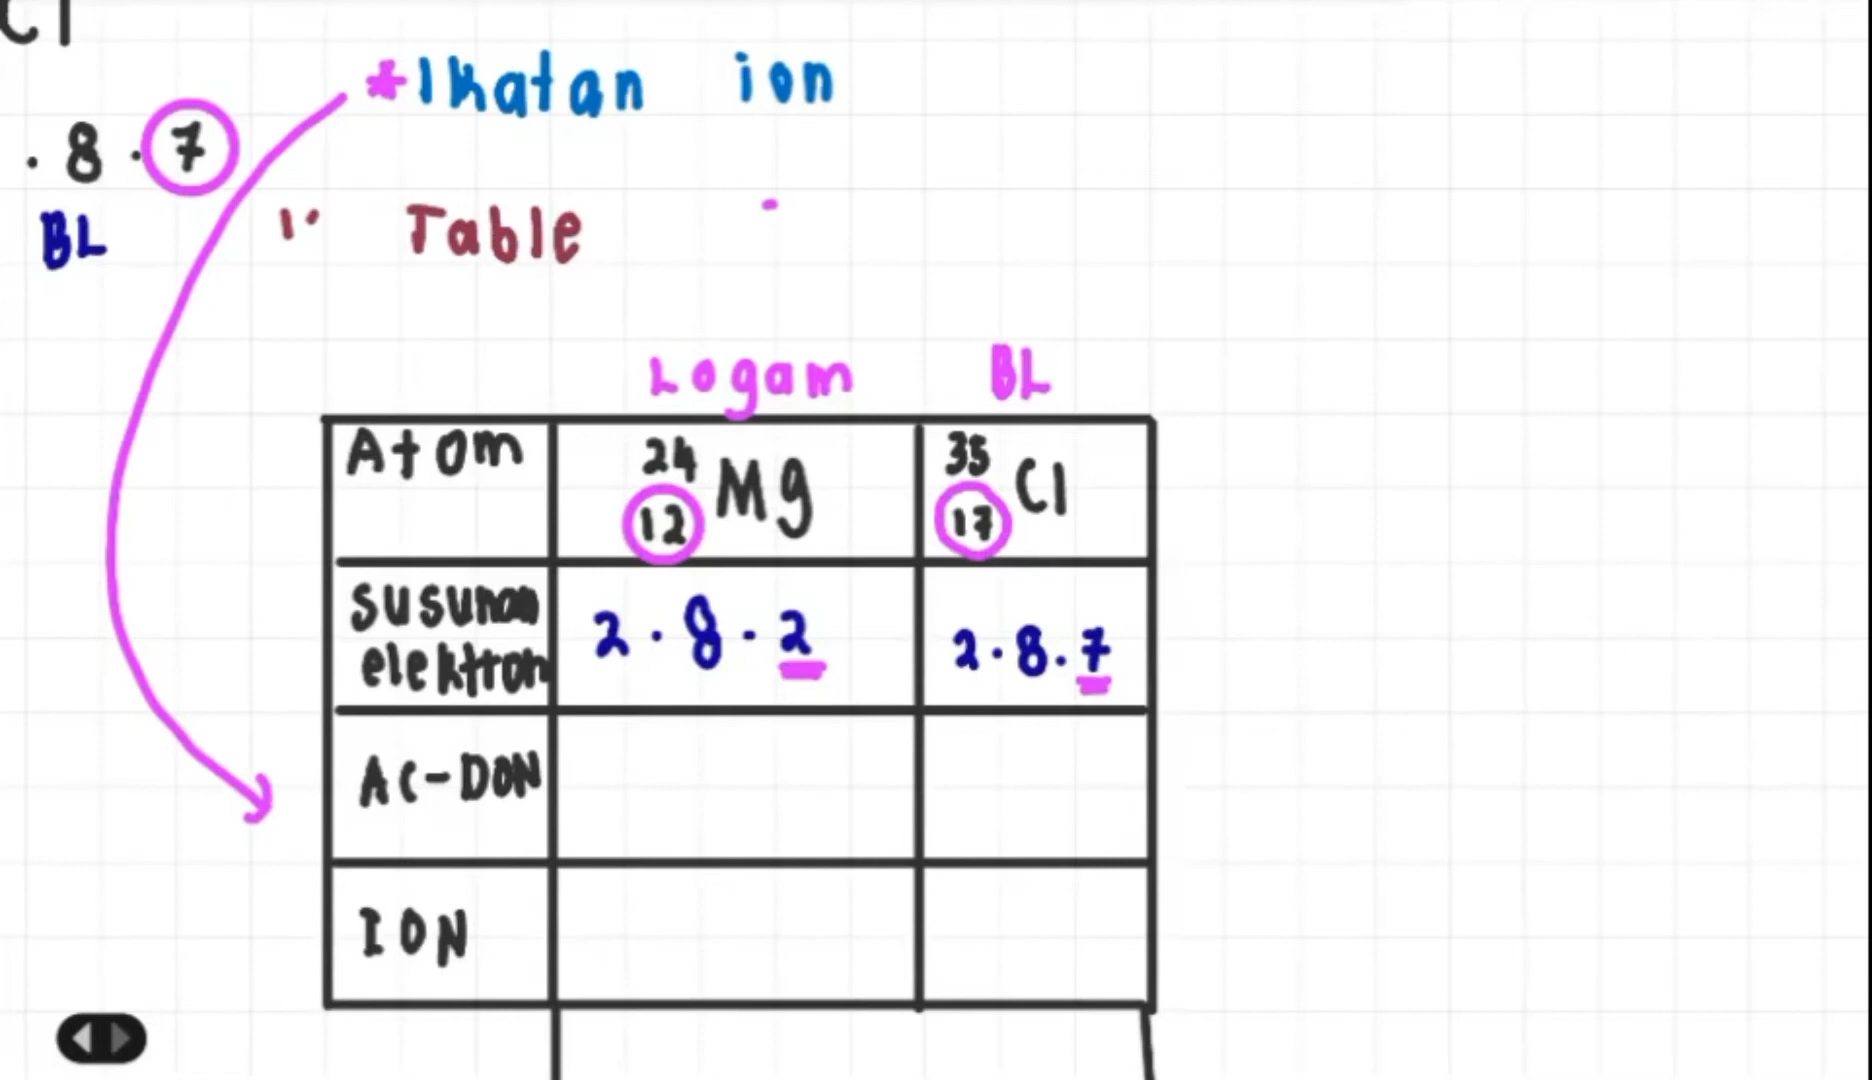 Cl
* Ikatan ion
. 8 . 7
BL
1. Table
Logam BL
Atom 24 12 Mg 35 17 Cl
susunan elektron 2 . 8 . 2 2 . 8 . 7
AC-DON
ION